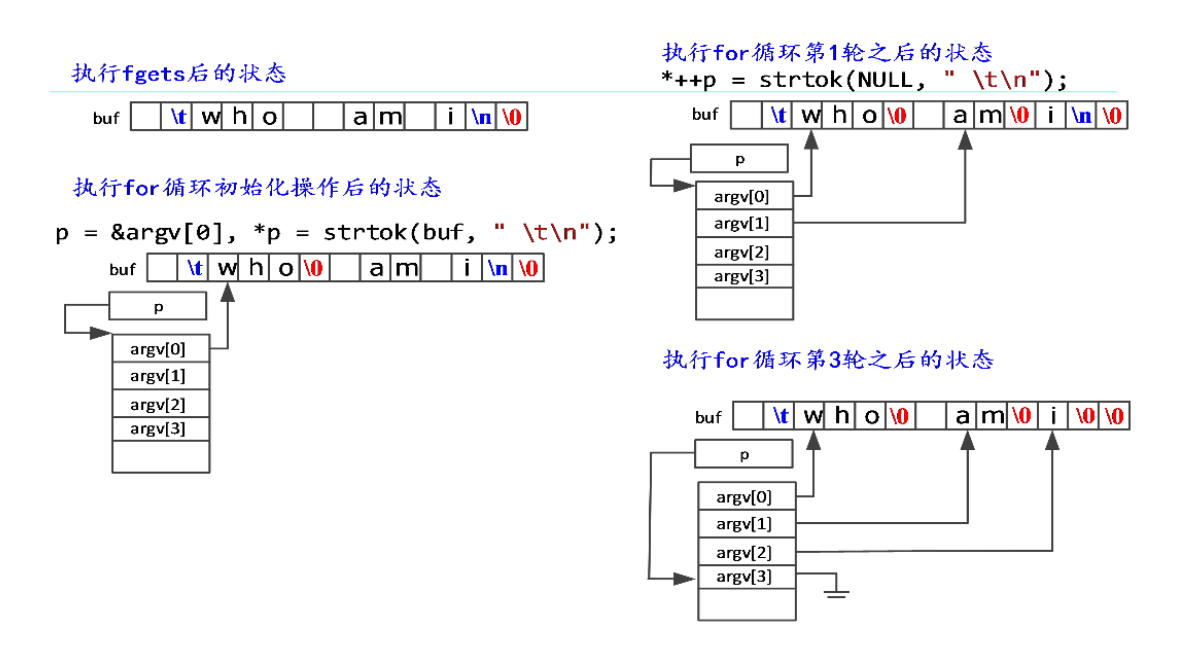 执行fgets后的状态
buf \t w h o a m i \n \0
执行for循环初始化操作后的状态
p = &argv[0], *p = strtok(buf, " \t\n");
buf \t w h o \0 a m i \n \0
p
argv[0]
argv[1]
argv[2]
argv[3]
执行for循环第1轮之后的状态
*++p = strtok(NULL, " \t\n");
buf \t w h o \0 a m \0 i \n \0
p
argv[0]
argv[1]
argv[2]
argv[3]
执行for循环第3轮之后的状态
buf \t w h o \0 a m \0 i \0 \0
p
argv[0]
argv[1]
argv[2]
argv[3]